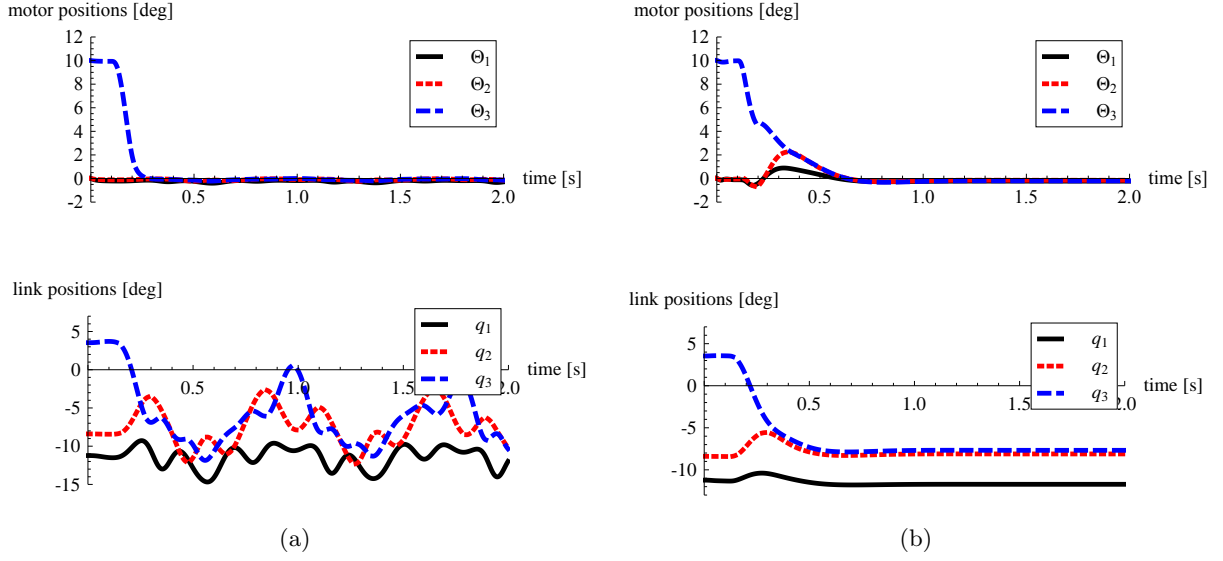 motor positions [deg]
12
10
8
6
4
2
0
-2
0.5
1.0
1.5
2.0
time [s]
Θ1
Θ2
Θ3
motor positions [deg]
12
10
8
6
4
2
0
-2
0.5
1.0
1.5
2.0
time [s]
Θ1
Θ2
Θ3
link positions [deg]
5
0
-5
-10
-15
0.5
1.0
1.5
2.0
time [s]
q1
q2
q3
link positions [deg]
5
0
-5
-10
0.5
1.0
1.5
2.0
time [s]
q1
q2
q3
(a)
(b)